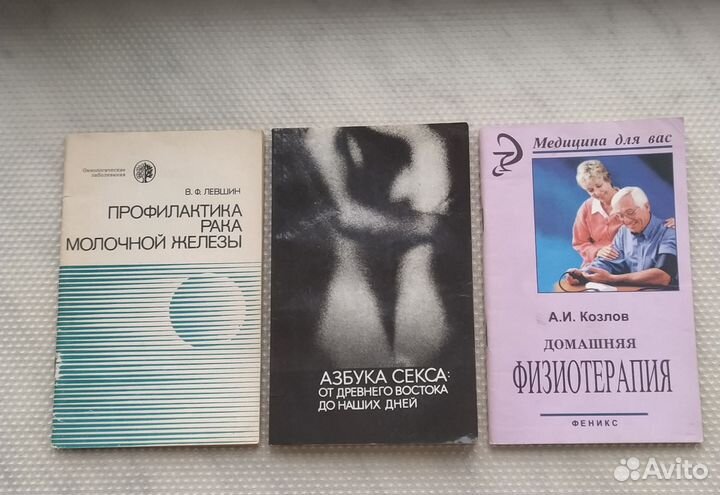 Онкологические
заболевания
В. Ф. ЛЕВШИН
ПРОФИЛАКТИКА
РАКА
МОЛОЧНОЙ ЖЕЛЕЗЫ
АЗБУКА СЕКСА:
ОТ ДРЕВНЕГО ВОСТОКА
ДО НАШИХ ДНЕЙ
Медицина для вас
А.И. Козлов
ДОМАШНЯЯ
ФИЗИОТЕРАПИЯ
ФЕНИКС
Avito